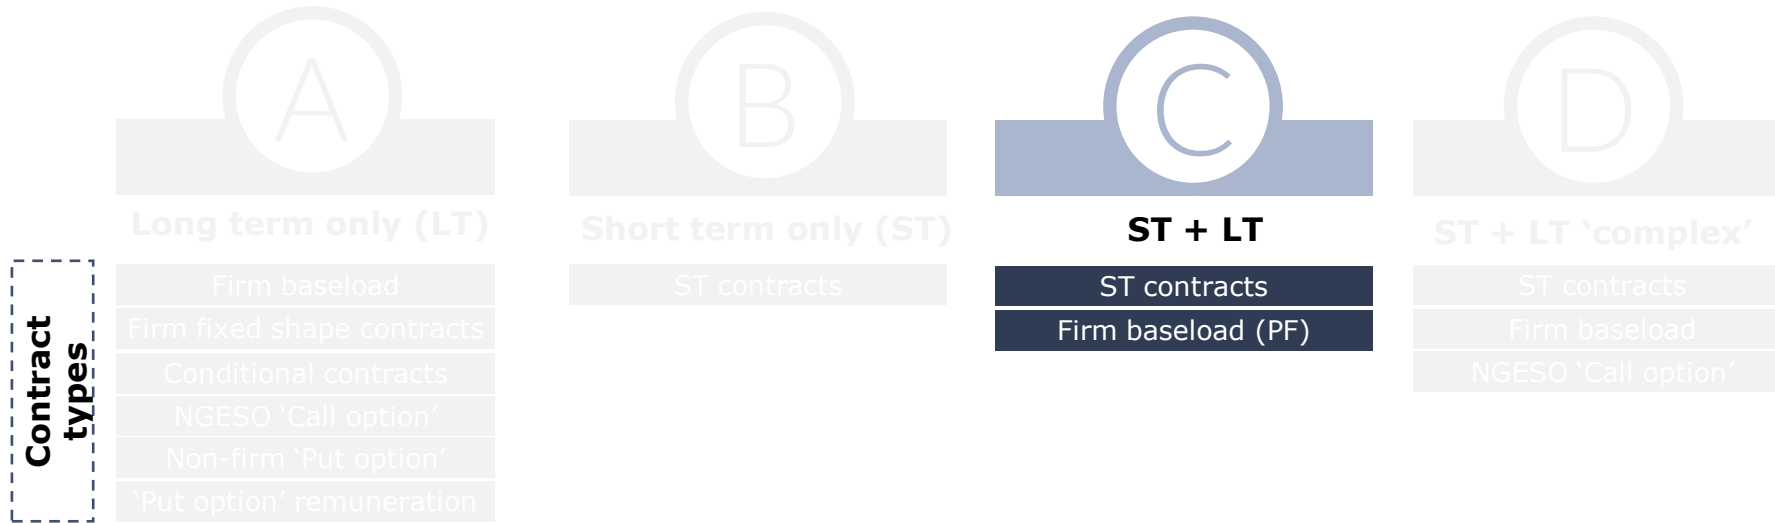 A
B
C
D
Long term only (LT)
Short term only (ST)
ST + LT
ST + LT ‘complex’
Contract
types
Firm baseload
Firm fixed shape contracts
Conditional contracts
NGESO ‘Call option’
Non-firm ‘Put option’
‘Put option’ remuneration
ST contracts
ST contracts
Firm baseload (PF)
ST contracts
Firm baseload
NGESO ‘Call option’